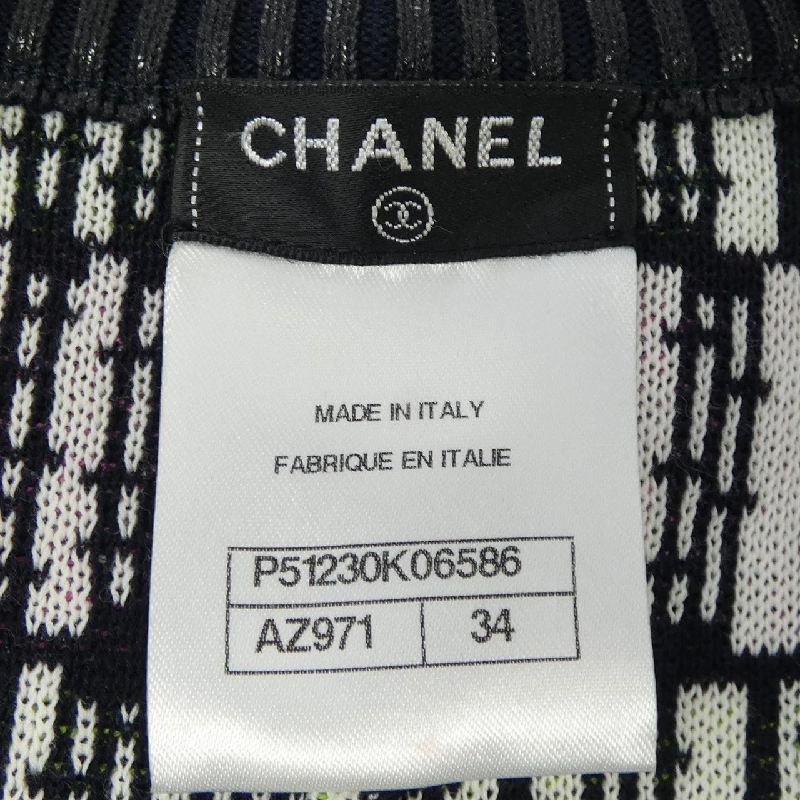 CHANEL
MADE IN ITALY
FABRIQUE EN ITALIE
P51230K06586
AZ971 34